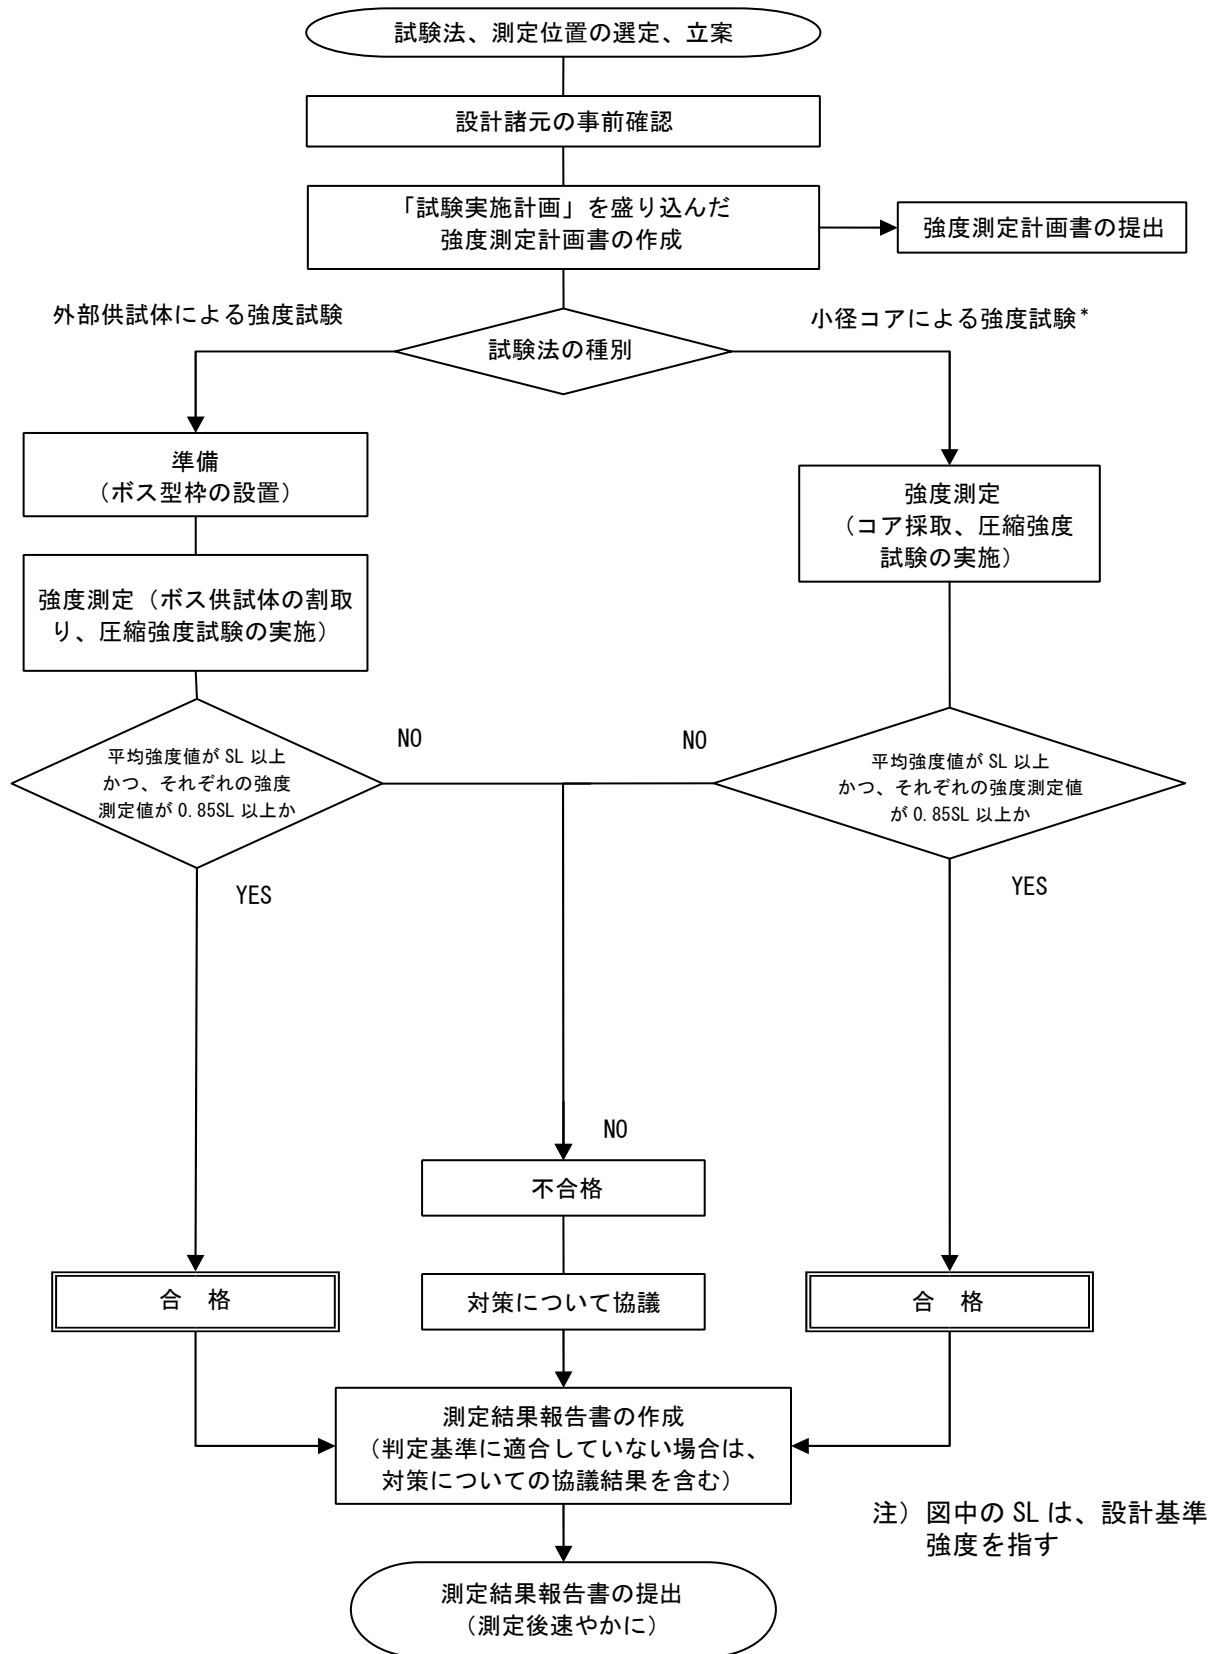 試験法、測定位置の選定、立案
設計諸元の事前確認
「試験実施計画」を盛り込んだ
強度測定計画書の作成
強度測定計画書の提出
外部供試体による強度試験
小径コアによる強度試験*
試験法の種別
準備
（ボス型枠の設置）
強度測定
（コア採取、圧縮強度
試験の実施）
強度測定（ボス供試体の割取
り、圧縮強度試験の実施）
NO
NO
平均強度値が SL 以上
かつ、それぞれの強度
測定値が 0.85SL 以上か
平均強度値が SL 以上
かつ、それぞれの強度測定値
が 0.85SL 以上か
YES
YES
NO
不合格
合　格
対策について協議
合　格
測定結果報告書の作成
（判定基準に適合していない場合は、
対策についての協議結果を含む）
注）図中の SL は、設計基準
強度を指す
測定結果報告書の提出
（測定後速やかに）